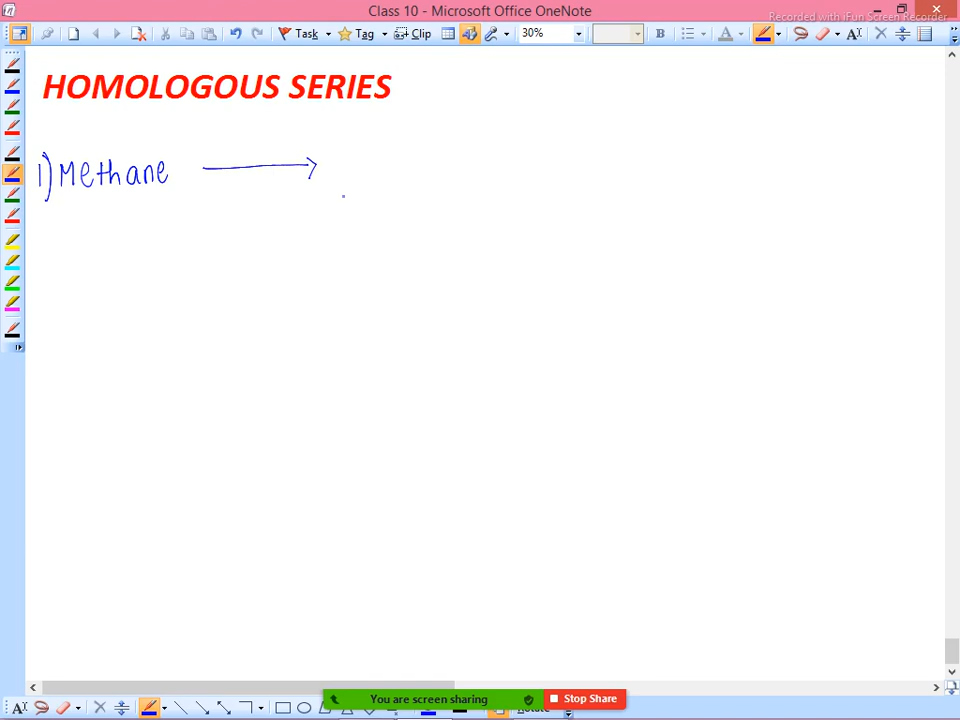 Class 10 - Microsoft Office OneNote
Recorded with iFun Screen Recorder
Task Tag Clip 30% B A A
HOMOLOGOUS SERIES
1) Methane
You are screen sharing Stop Share